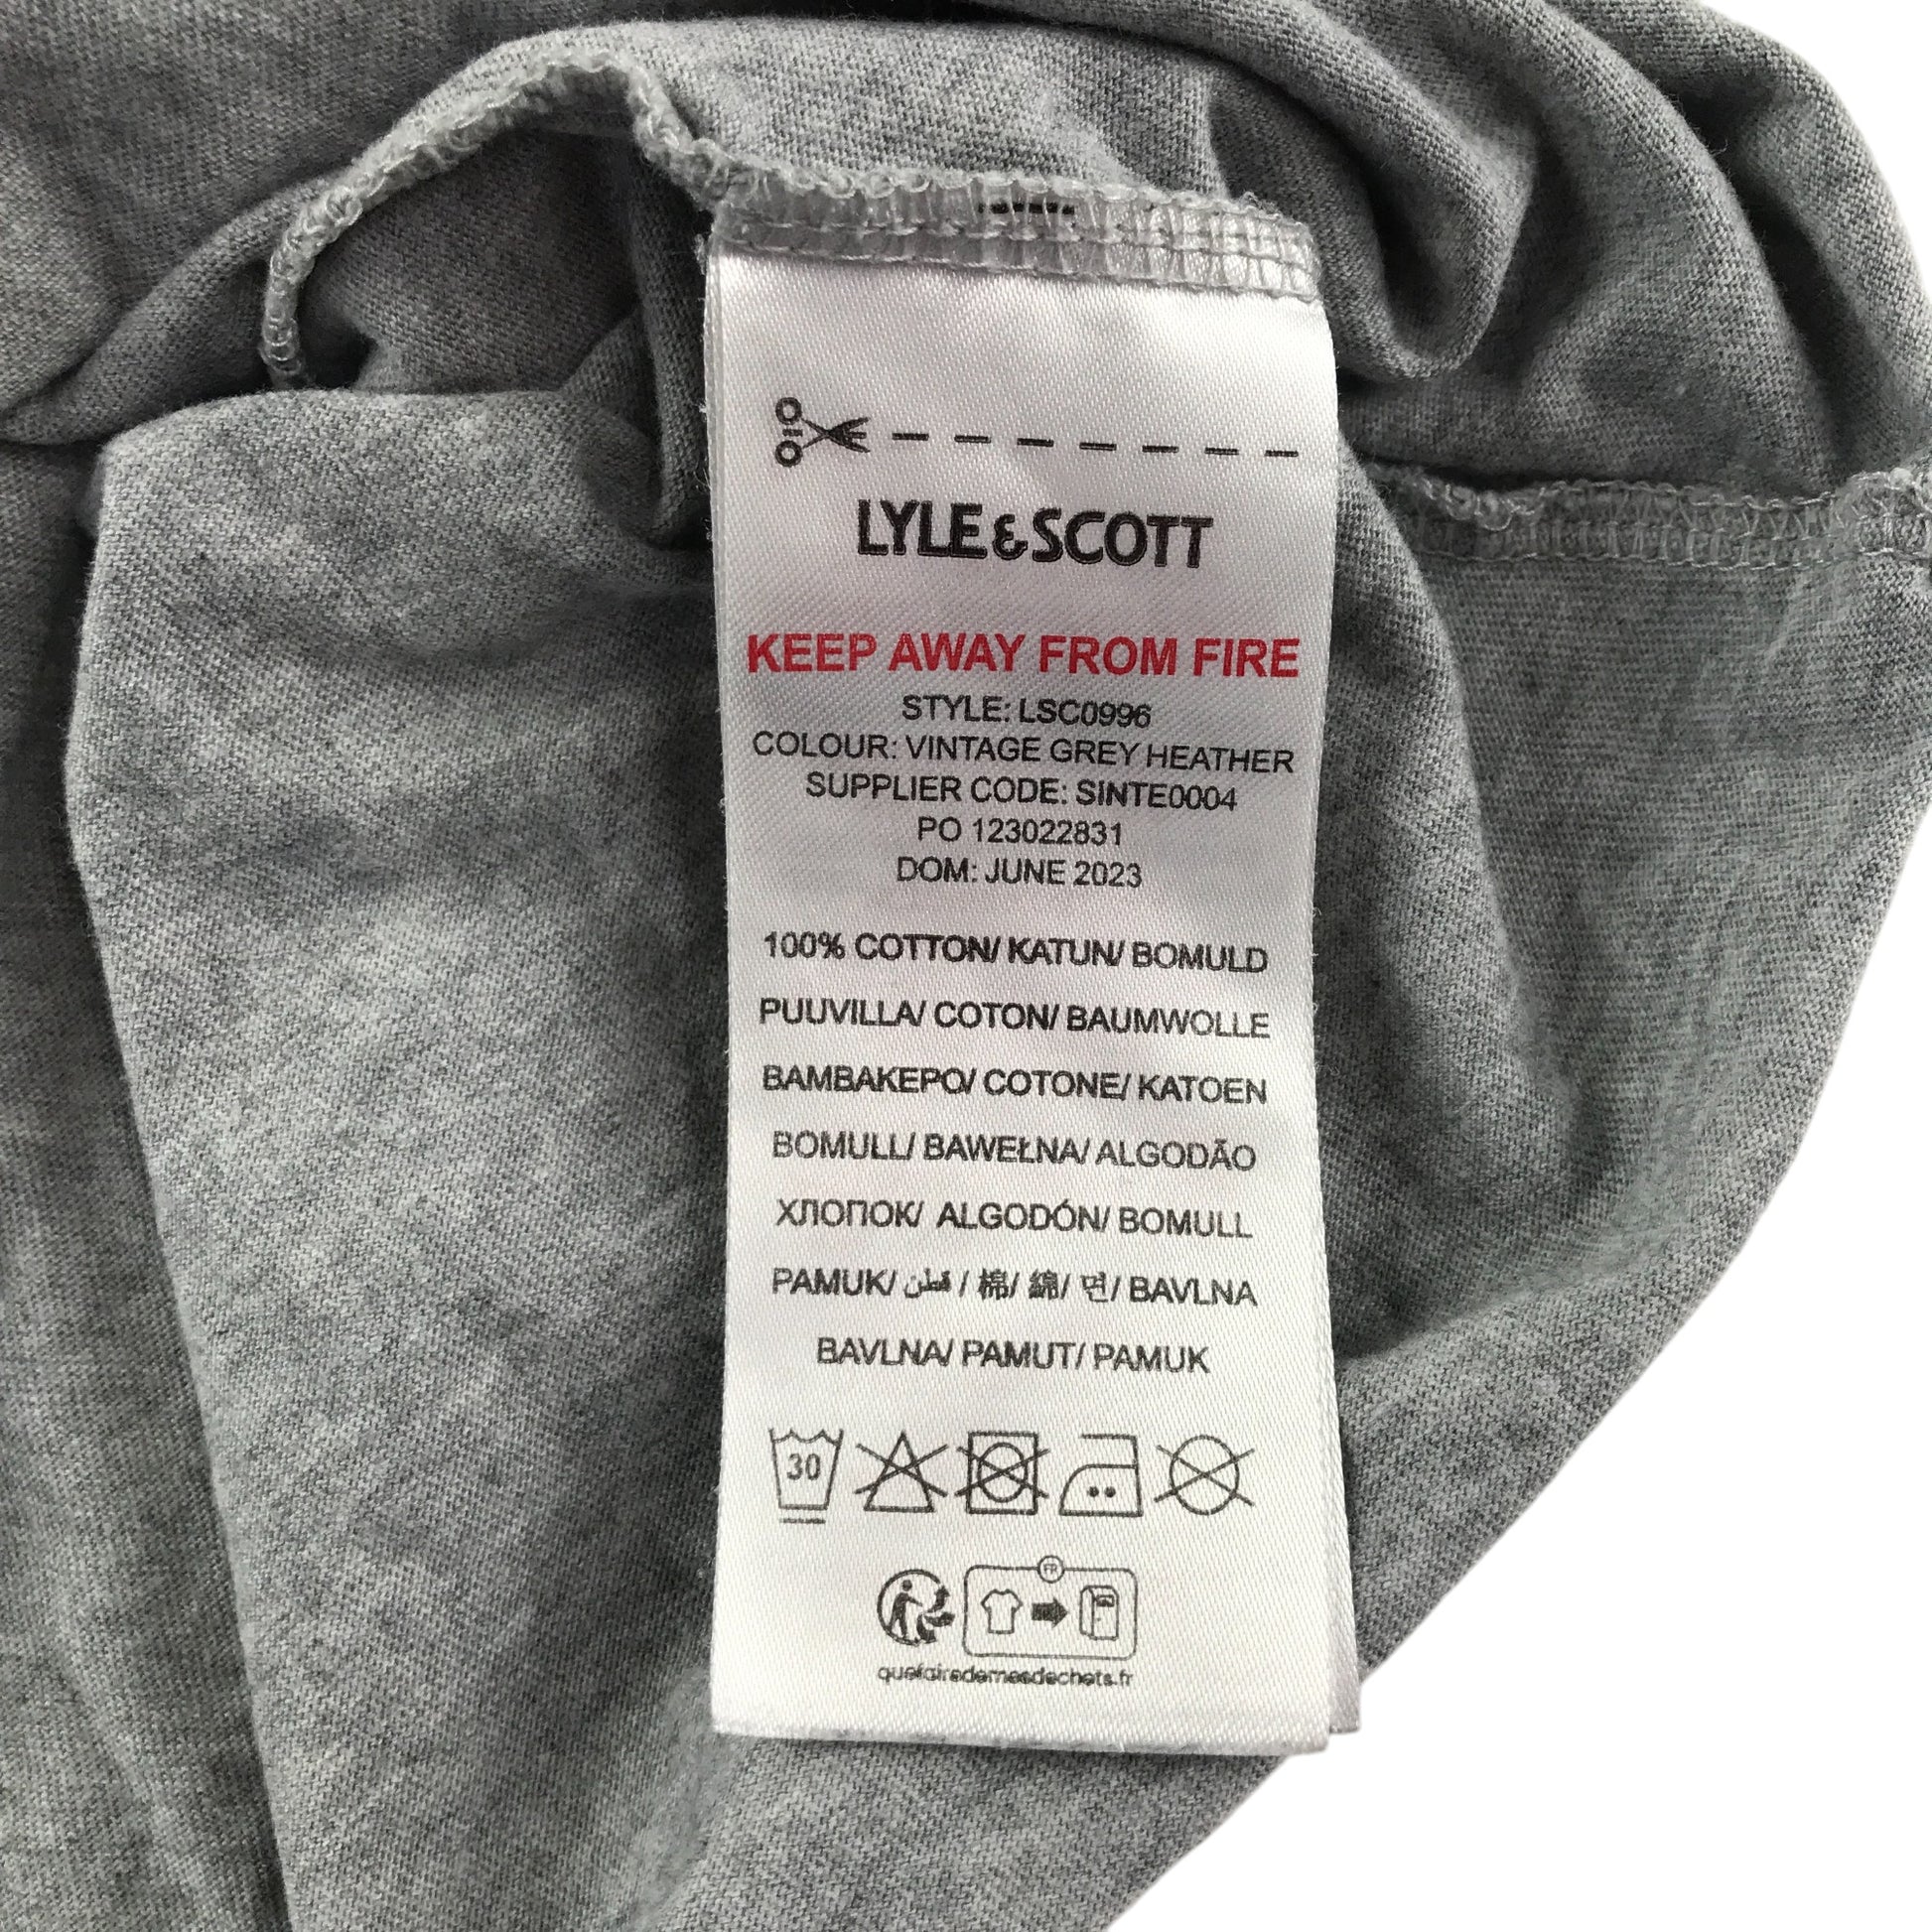 LYLE & SCOTT
KEEP AWAY FROM FIRE
STYLE: LSC0996
COLOUR: VINTAGE GREY HEATHER
SUPPLIER CODE: SINTE0004
PO 123022831
DOM: JUNE 2023
100% COTTON/ KATUN/ BOMULD
PUUVILLA/ COTON/ BAUMWOLLE
BAMBAKEPO/ COTONE/ KATOEN
BOMULL/ BAWEŁNA/ ALGODÃO
ХЛОПОК/ ALGODÓN/ BOMULL
PAMUK/ قطن / 棉/ 綿/ 면/ BAVLNA
BAVLNA/ PAMUT/ PAMUK
30
FR
quefairedemesdechets.fr